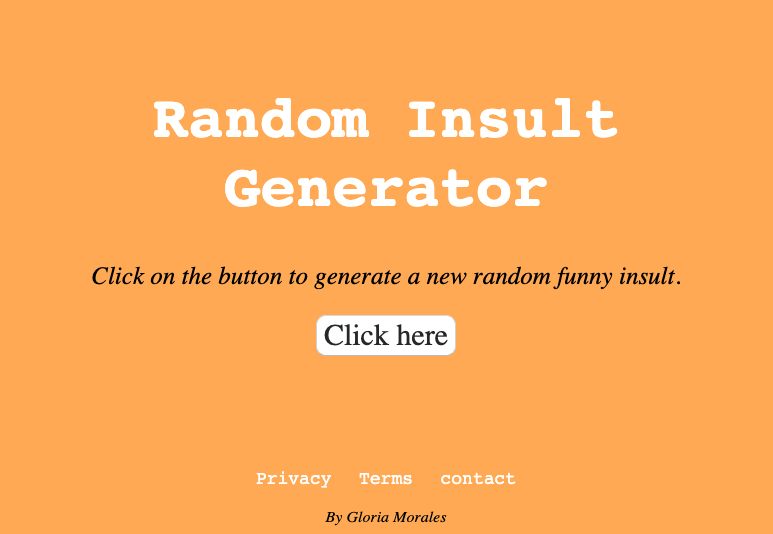 Random Insult
Generator
Click on the button to generate a new random funny insult.
Click here
Privacy Terms contact
By Gloria Morales